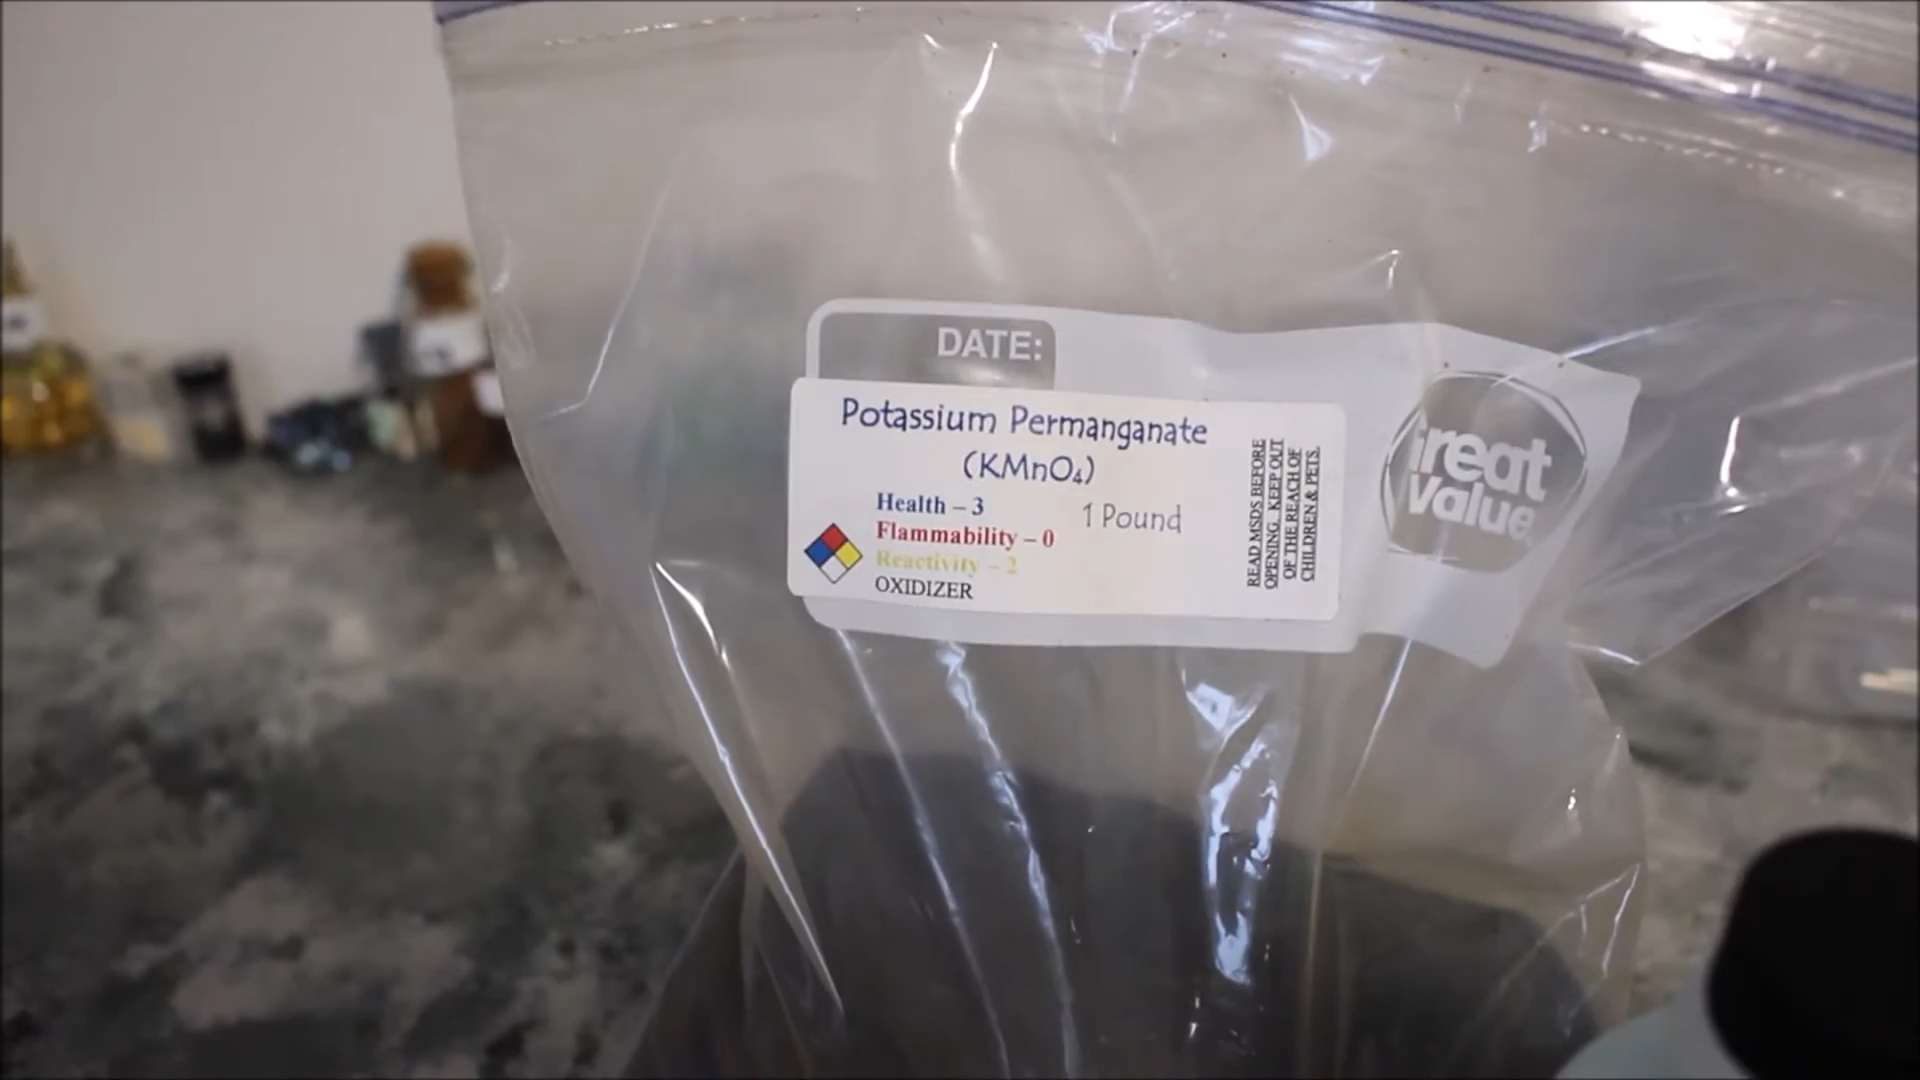 DATE:
Potassium Permanganate
(KMnO₄)
Health – 3
1 Pound
Flammability – 0
Reactivity – 2
OXIDIZER
READ MSDS BEFORE
OPENING. KEEP OUT
OF THE REACH OF
CHILDREN & PETS.
reat
value